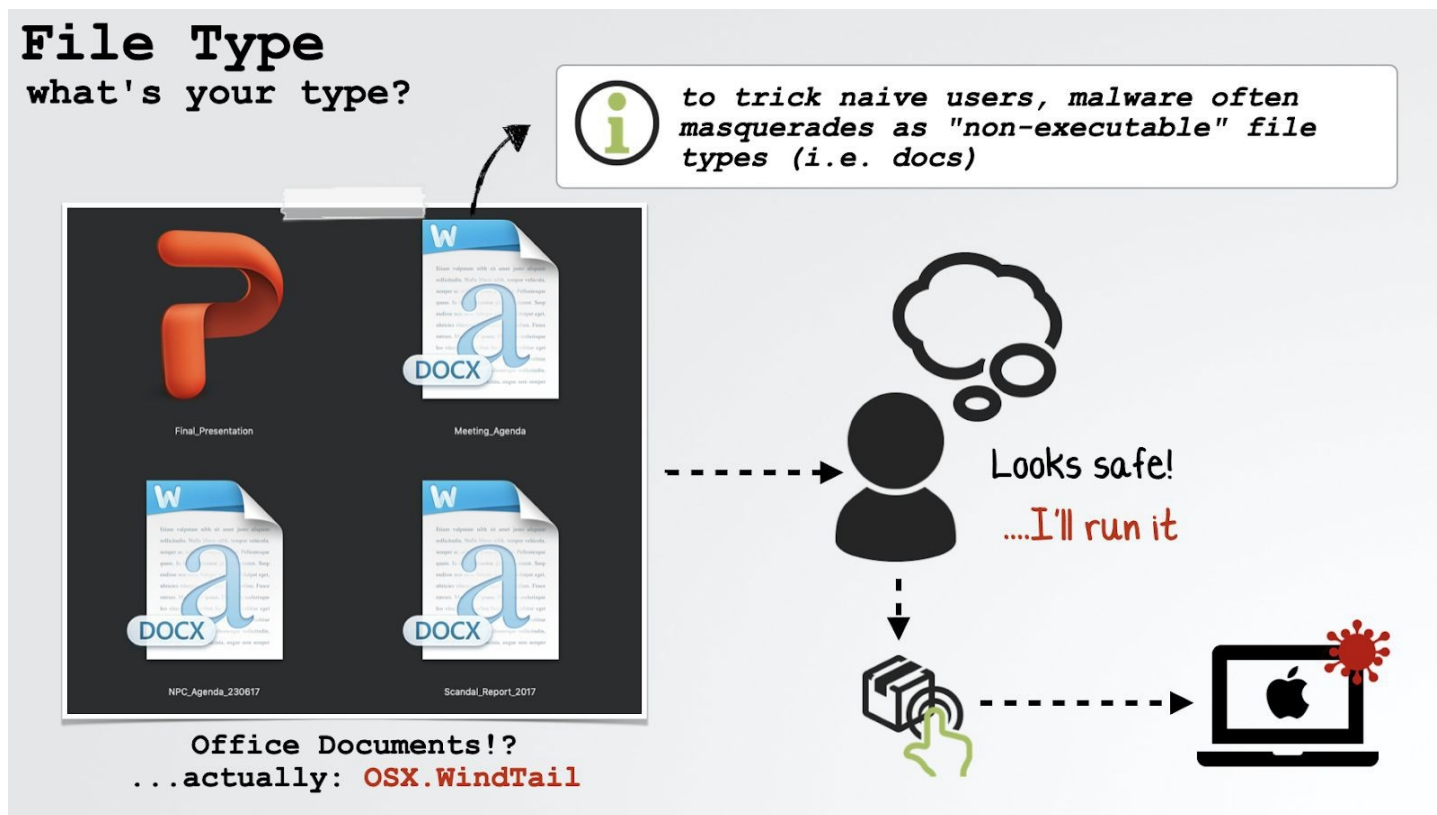 File Type
what's your type?
to trick naive users, malware often
masquerades as "non-executable" file
types (i.e. docs)
W
DOCX
Final_Presentation
Meeting_Agenda
W
W
DOCX
DOCX
NPC_Agenda_230617
Scandal_Report_2017
Looks safe!
....I'll run it
Office Documents!?
...actually: OSX.WindTail